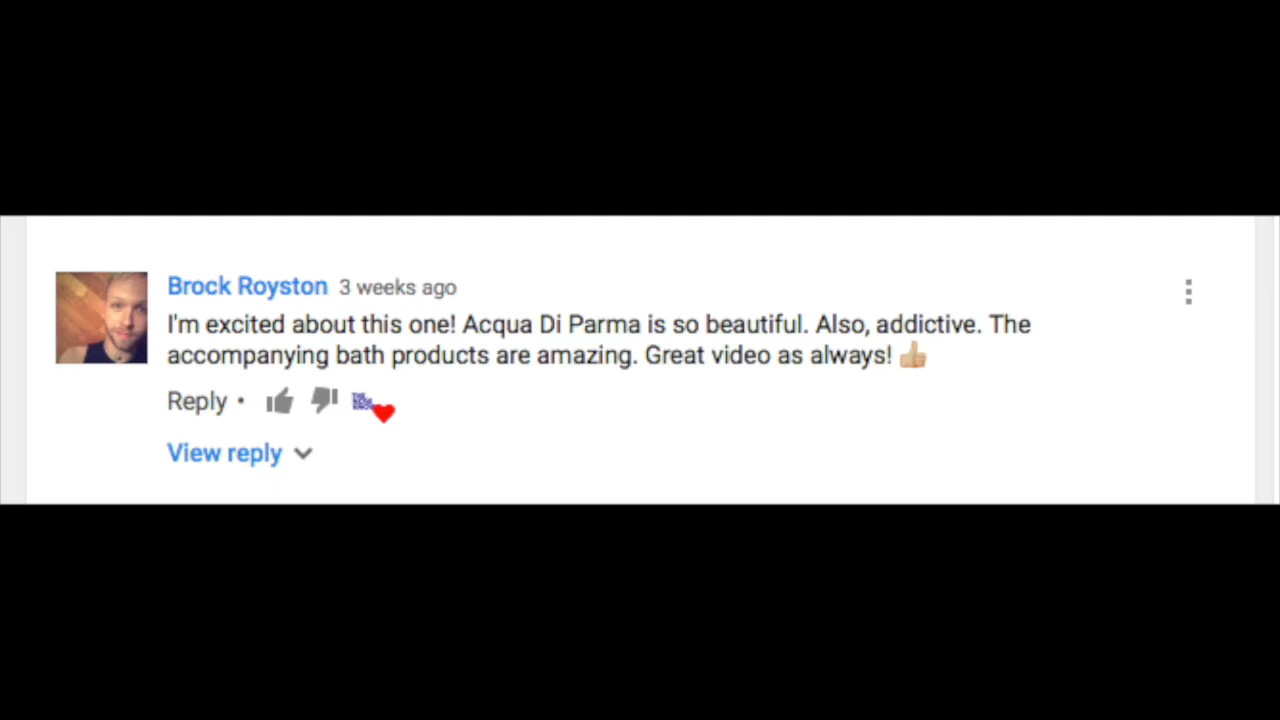 Brock Royston 3 weeks ago
I'm excited about this one! Acqua Di Parma is so beautiful. Also, addictive. The
accompanying bath products are amazing. Great video as always! 👍🏼
Reply •
View reply